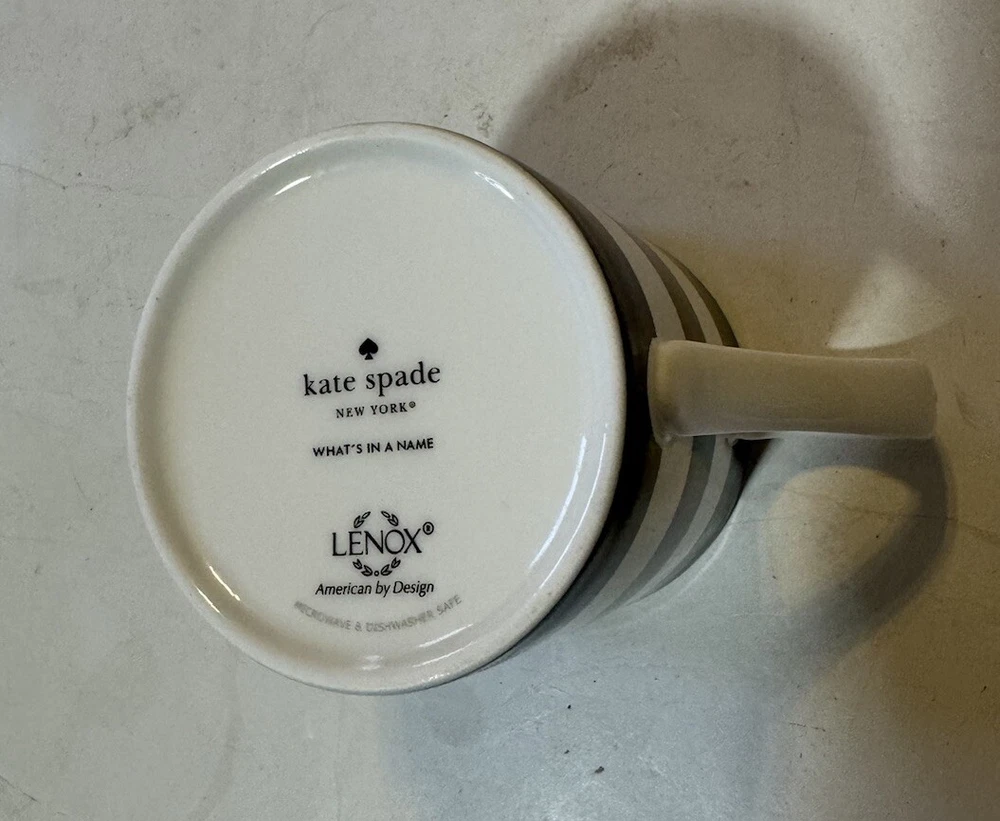 kate spade
NEW YORK®
WHAT'S IN A NAME
LENOX®
American by Design
MICROWAVE & DISHWASHER SAFE